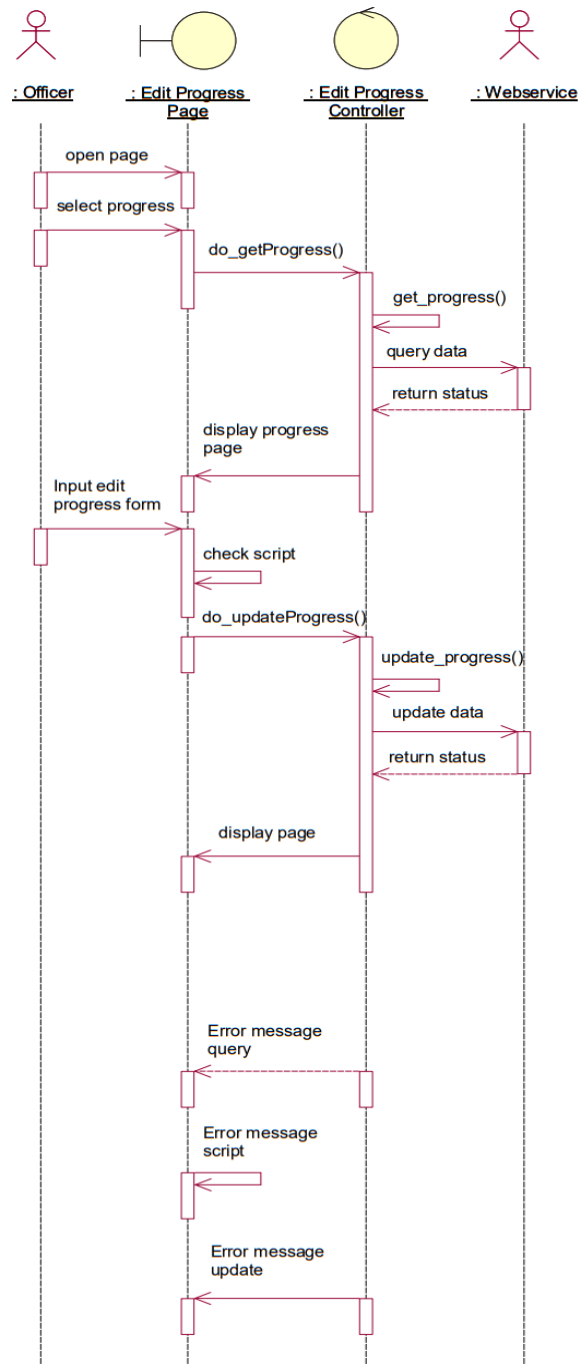 : Officer
: Edit Progress
Page
: Edit Progress
Controller
: Webservice
open page
select progress
do_getProgress()
get_progress()
query data
return status
display progress
page
Input edit
progress form
check script
do_updateProgress()
update_progress()
update data
return status
display page
Error message
query
Error message
script
Error message
update